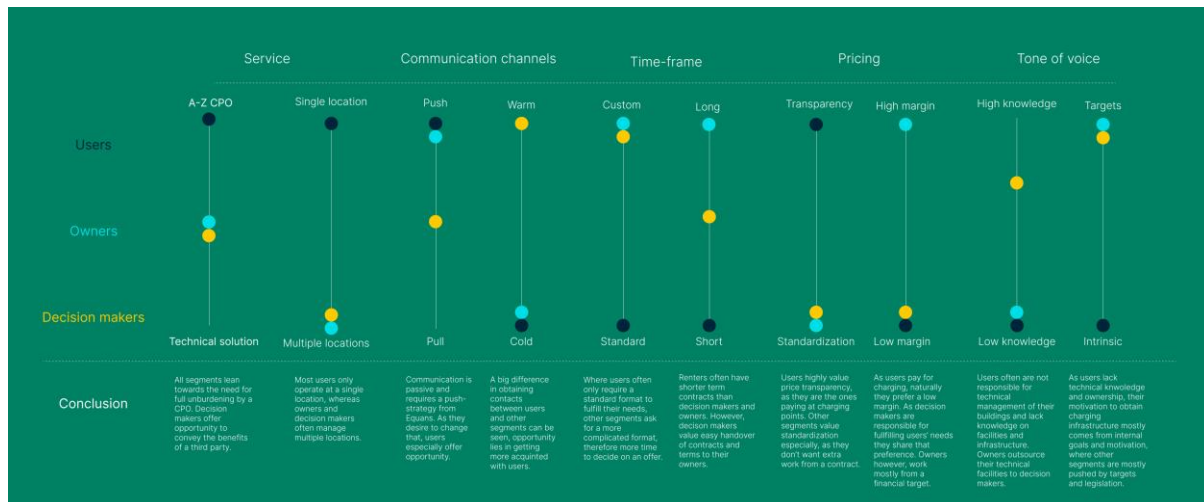 Service
Communication channels
Time-frame
Pricing
Tone of voice
A-Z CPO
Single location
Push
Warm
Custom
Long
Transparency
High margin
High knowledge
Targets
Users
Owners
Decision makers
Technical solution
Multiple locations
Pull
Cold
Standard
Short
Standardization
Low margin
Low knowledge
Intrinsic
Conclusion
All segments lean
towards the need for
full unburdening by a
CPO. Decision
makers offer
opportunity to
convey the benefits
of a third party.
Most users only
operate at a single
location, whereas
owners and
decision makers
often manage
multiple locations.
Communication is
passive and
requires a push-
strategy from
Equans. As they
desire to change
that, users
especially offer
opportunity.
A big difference
in obtaining
contacts
between users
and other
segments can be
seen, opportunity
lies in getting
more acquinted
with users.
Where users often
only require a
standard format to
fulfill their needs,
other segments ask
for a more
complicated format,
therefore more time
to decide on an offer.
Renters often have
shorter term
contracts than
decision makers and
owners. However,
decison makers
value easy handover
of contracts and
terms to their
owners.
Users highly value
price transparency,
as they are the ones
paying at charging
points. Other
segments value
standardization
especially, as they
don't want extra
work from a contract.
As users pay for
charging, naturally
they prefer a low
margin. As decision
makers are
responsible for
fullfilling users' needs
they share that
preference. Owners
however, work
mostly from a
financial target.
Users often are not
responsible for
technical
management of their
buildings and lack
knowledge on
facilities and
infrastructure.
Owners outsource
their technical
facilities to decision
makers.
As users lack
technical knwoledge
and ownership, their
motivation to obtain
charging
infrastructure mostly
comes from internal
goals and motivation,
where other
segments are mostly
pushed by targets
and legislation.